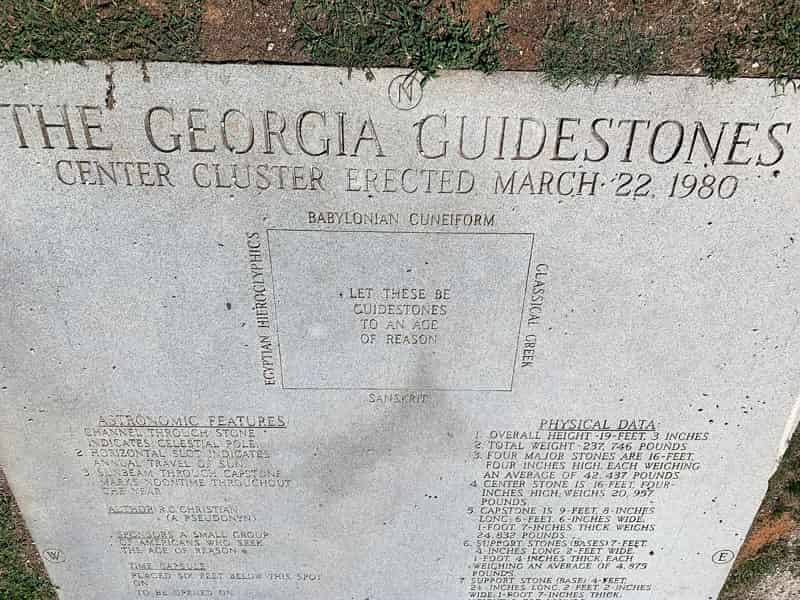 N
THE GEORGIA GUIDESTONES
CENTER CLUSTER ERECTED MARCH 22, 1980
BABYLONIAN CUNEIFORM
EGYPTIAN HIEROGLYPHICS
LET THESE BE
GUIDESTONES
TO AN AGE
OF REASON
CLASSICAL GREEK
SANSKRIT
ASTRONOMIC FEATURES
CHANNEL THROUGH STONE
INDICATES CELESTIAL POLE
2. HORIZONTAL SLOT INDICATES
ANNUAL TRAVEL OF SUN
3. SUNBEAM THROUGH CAPSTONE
MARKS NOONTIME THROUGHOUT
THE YEAR
AUTHOR: R.C. CHRISTIAN
(A PSEUDONYN)
SPONSORS: A SMALL GROUP
OF AMERICANS WHO SEEK
THE AGE OF REASON
TIME CAPSULE
PLACED SIX FEET BELOW THIS SPOT
ON
TO BE OPENED ON
W
PHYSICAL DATA
1. OVERALL HEIGHT - 19-FEET, 3 INCHES
2. TOTAL WEIGHT - 237, 746 POUNDS
3. FOUR MAJOR STONES ARE 16-FEET,
FOUR INCHES HIGH, EACH WEIGHING
AN AVERAGE OF 42, 437 POUNDS.
4. CENTER STONE IS 16-FEET, FOUR-
INCHES HIGH, WEIGHS 20, 957
POUNDS.
5. CAPSTONE IS 9-FEET, 8-INCHES
LONG, 6-FEET, 6-INCHES WIDE,
1-FOOT, 7-INCHES THICK. WEIGHS
24, 832 POUNDS.
6. SUPPORT STONES (BASES) 7-FEET,
4 INCHES LONG 2-FEET WIDE.
1 FOOT, 4-INCHES THICK, EACH
WEIGHING AN AVERAGE OF 4, 875
POUNDS.
7. SUPPORT STONE (BASE) 4-FEET,
2½ INCHES LONG, 2-FEET, 2-INCHES
WIDE, 1-FOOT, 7-INCHES THICK.
E